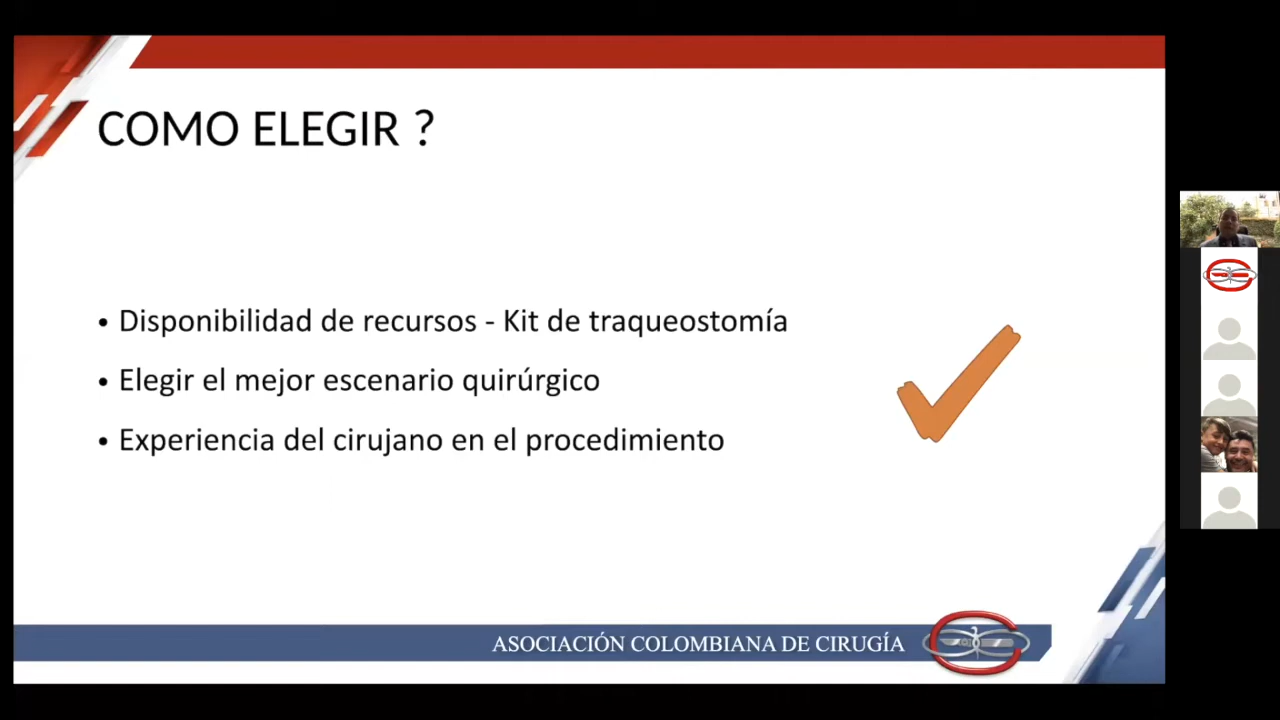 COMO ELEGIR ?
• Disponibilidad de recursos - Kit de traqueostomía
• Elegir el mejor escenario quirúrgico
• Experiencia del cirujano en el procedimiento
ASOCIACIÓN COLOMBIANA DE CIRUGÍA